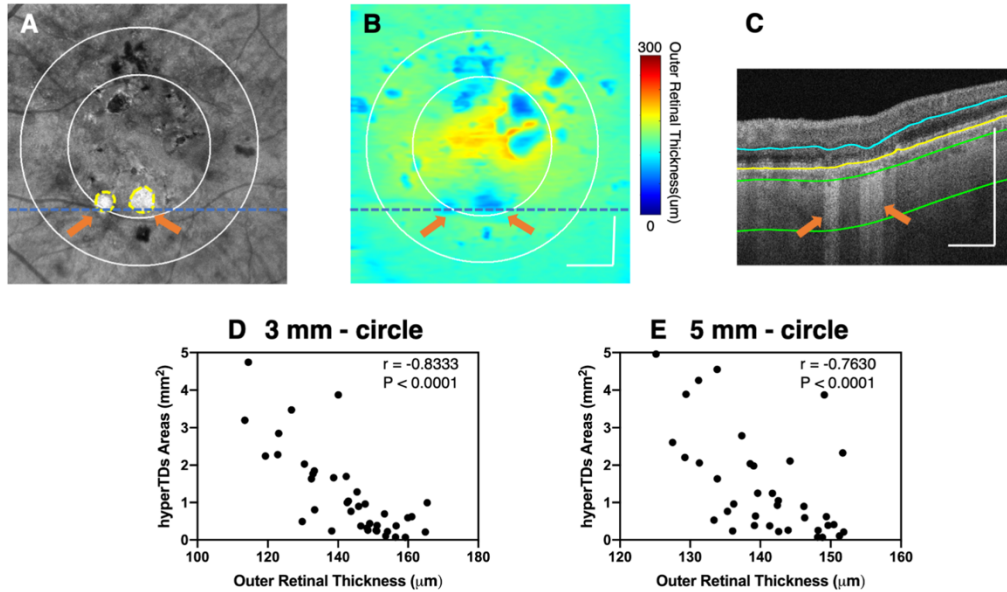 A
B
C
300
Outer Retinal Thickness(um)
0
D 3 mm - circle
r = -0.8333
P < 0.0001
hyperTDs Areas (mm²)
5
4
3
2
1
0
100 120 140 160 180
Outer Retinal Thickness (μm)
E 5 mm - circle
r = -0.7630
P < 0.0001
hyperTDs Areas (mm²)
5
4
3
2
1
0
120 130 140 150 160
Outer Retinal Thickness (μm)